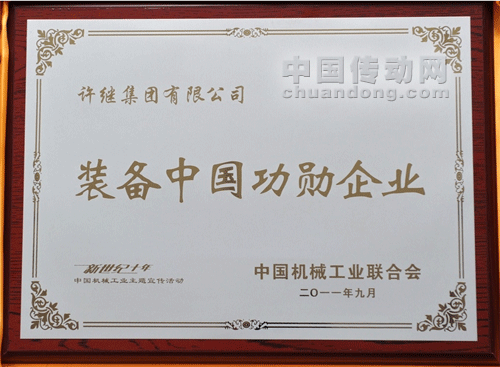 中国传动网
chuandong.com
许继集团有限公司
装备中国功勋企业
新世纪十年
中国机械工业主题宣传活动
中国机械工业联合会
二〇一一年九月